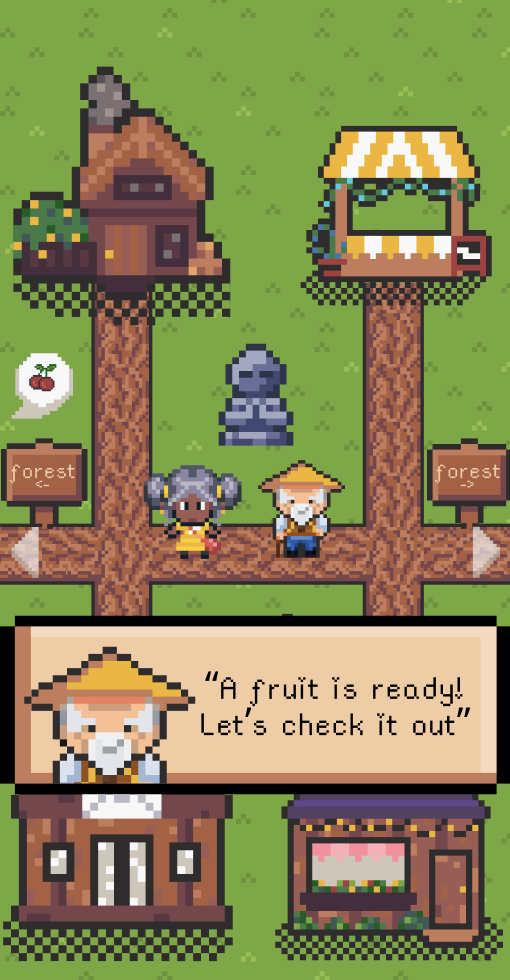 forest
<-
forest
->
“A fruit is ready!
Let's check it out”